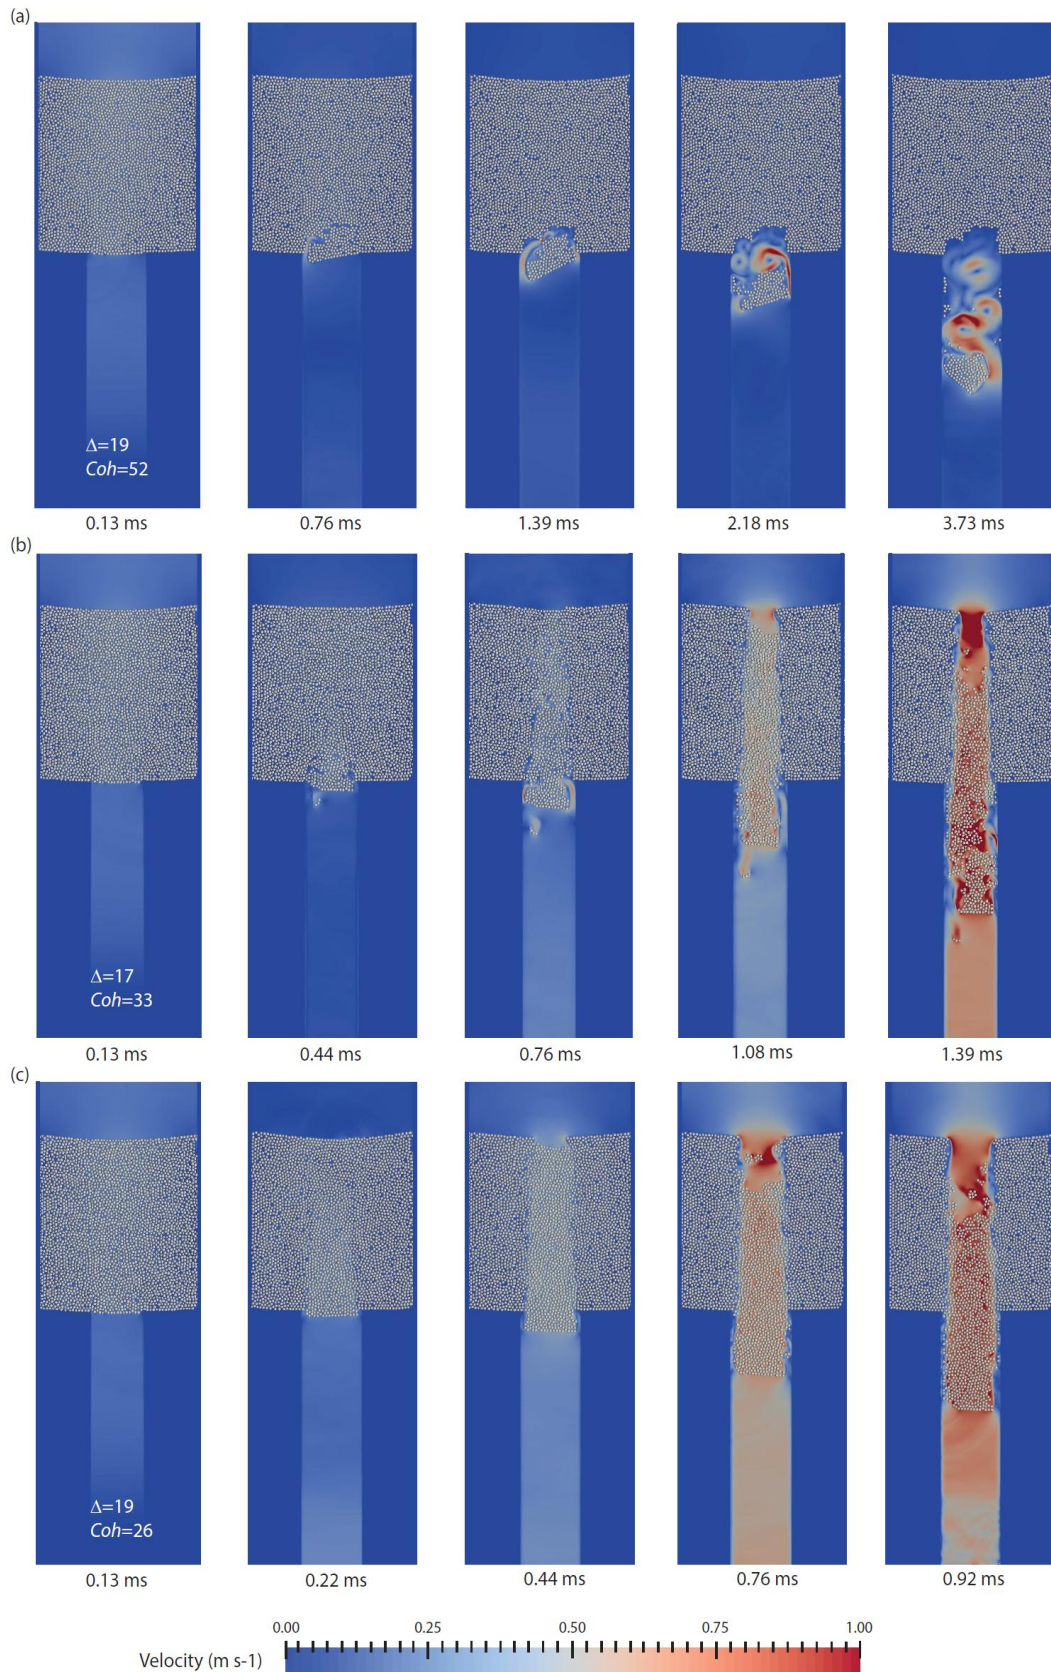 (a)
Δ=19
Coh=52
0.13 ms 0.76 ms 1.39 ms 2.18 ms 3.73 ms
(b)
Δ=17
Coh=33
0.13 ms 0.44 ms 0.76 ms 1.08 ms 1.39 ms
(c)
Δ=19
Coh=26
0.13 ms 0.22 ms 0.44 ms 0.76 ms 0.92 ms
0.00 0.25 0.50 0.75 1.00
Velocity (m s-1)